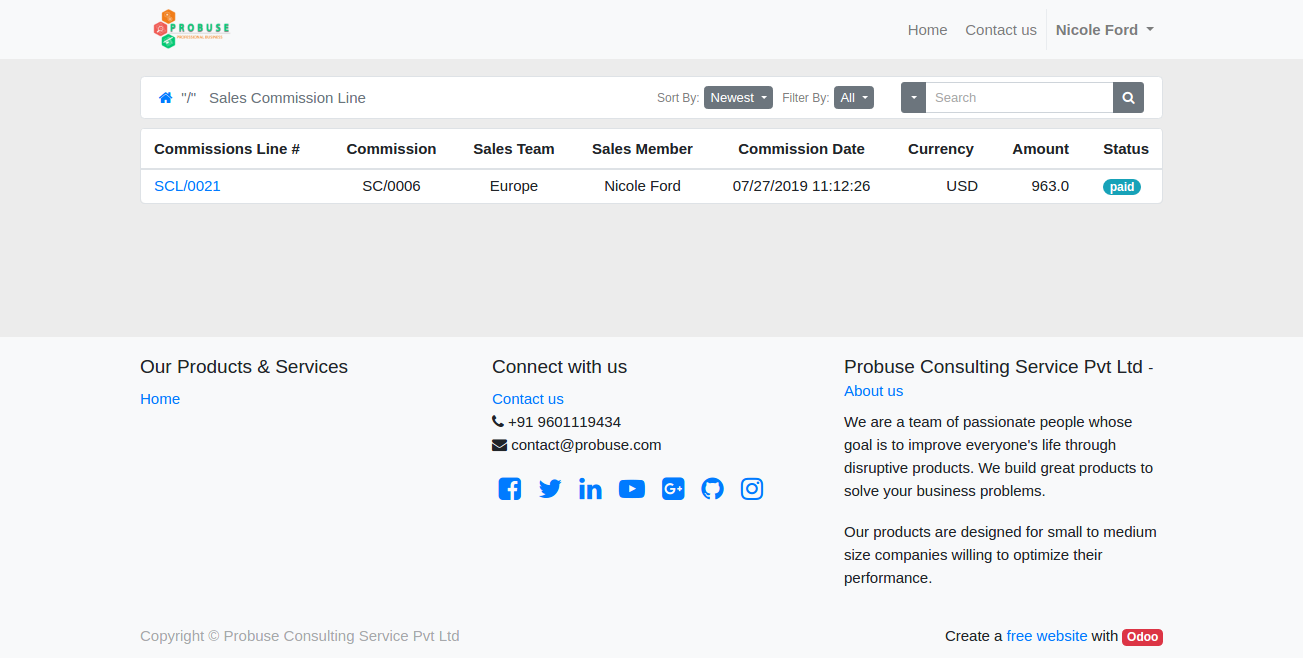 PROBUSE
PROFESSIONAL BUSINESS
Home Contact us Nicole Ford
"/" Sales Commission Line Sort By: Newest Filter By: All Search
Commissions Line # Commission Sales Team Sales Member Commission Date Currency Amount Status
SCL/0021 SC/0006 Europe Nicole Ford 07/27/2019 11:12:26 USD 963.0 paid
Our Products & Services
Home
Connect with us
Contact us
+91 9601119434
contact@probuse.com
Probuse Consulting Service Pvt Ltd -
About us
We are a team of passionate people whose
goal is to improve everyone's life through
disruptive products. We build great products to
solve your business problems.
Our products are designed for small to medium
size companies willing to optimize their
performance.
Copyright © Probuse Consulting Service Pvt Ltd
Create a free website with Odoo